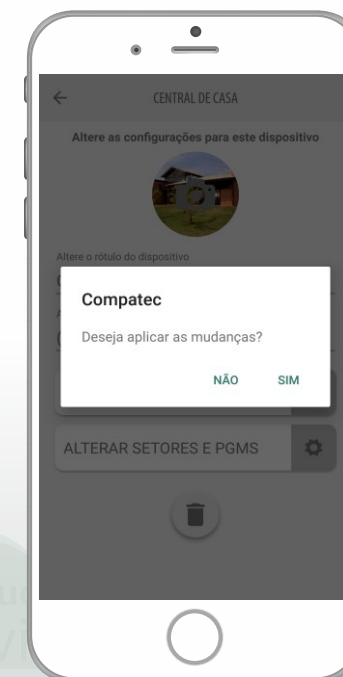 CENTRAL DE CASA
Altere as configurações para este dispositivo
Altere o rótulo do dispositivo
Compatec
Deseja aplicar as mudanças?
NÃO SIM
ALTERAR SETORES E PGMS